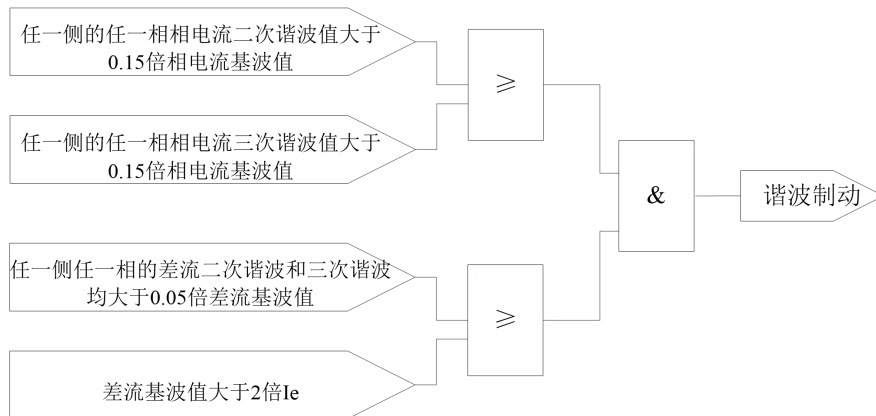 任一侧的任一相相电流二次谐波值大于
0.15倍相电流基波值
≥
任一侧的任一相相电流三次谐波值大于
0.15倍相电流基波值
&
谐波制动
任一侧任一相的差流二次谐波和三次谐波
均大于0.05倍差流基波值
≥
差流基波值大于2倍Ie